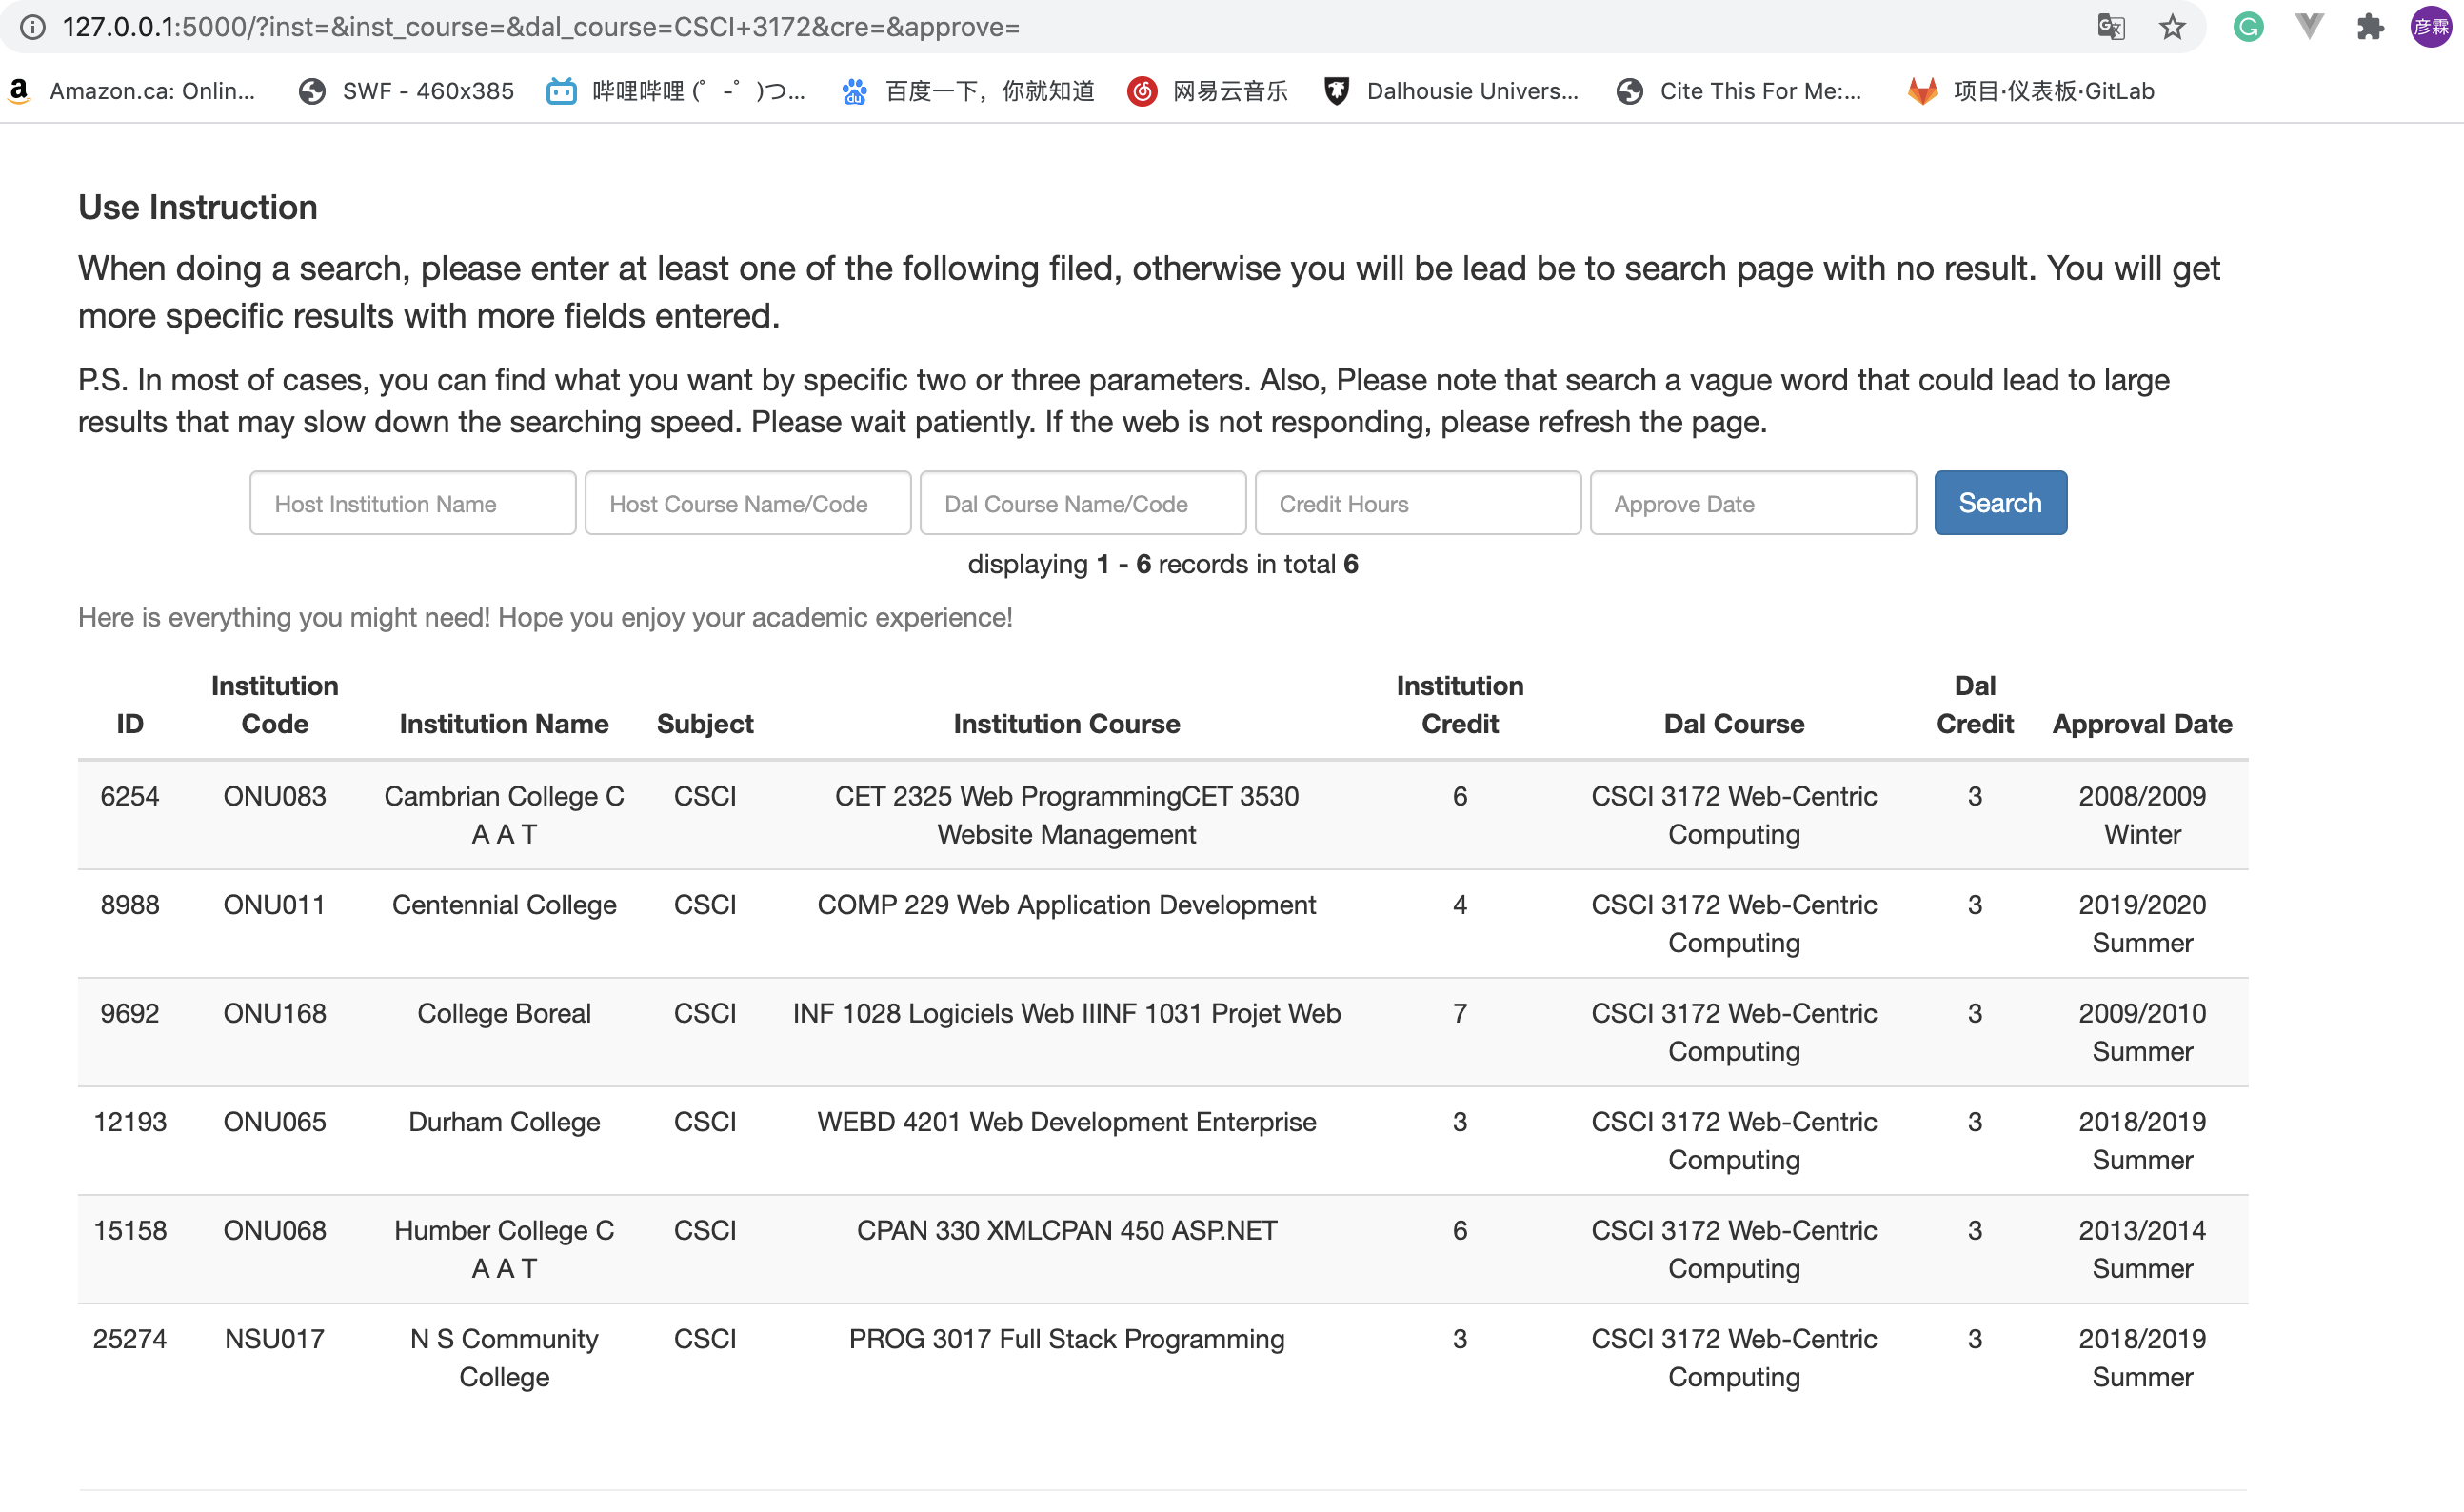 127.0.0.1:5000/?inst=&inst_course=&dal_course=CSCI+3172&cre=&approve=
彦霖
Amazon.ca: Onlin... SWF - 460x385 哔哩哔哩 (゜-゜)つ... 百度一下，你就知道 网易云音乐 Dalhousie Univers... Cite This For Me:... 项目·仪表板·GitLab
Use Instruction
When doing a search, please enter at least one of the following filed, otherwise you will be lead be to search page with no result. You will get
more specific results with more fields entered.
P.S. In most of cases, you can find what you want by specific two or three parameters. Also, Please note that search a vague word that could lead to large
results that may slow down the searching speed. Please wait patiently. If the web is not responding, please refresh the page.
Host Institution Name Host Course Name/Code Dal Course Name/Code Credit Hours Approve Date Search
displaying 1 - 6 records in total 6
Here is everything you might need! Hope you enjoy your academic experience!
Institution Institution Dal
ID Code Institution Name Subject Institution Course Credit Dal Course Credit Approval Date
6254 ONU083 Cambrian College C CSCI CET 2325 Web ProgrammingCET 3530 6 CSCI 3172 Web-Centric 3 2008/2009
A A T Website Management Computing Winter
8988 ONU011 Centennial College CSCI COMP 229 Web Application Development 4 CSCI 3172 Web-Centric 3 2019/2020
Computing Summer
9692 ONU168 College Boreal CSCI INF 1028 Logiciels Web IIINF 1031 Projet Web 7 CSCI 3172 Web-Centric 3 2009/2010
Computing Summer
12193 ONU065 Durham College CSCI WEBD 4201 Web Development Enterprise 3 CSCI 3172 Web-Centric 3 2018/2019
Computing Summer
15158 ONU068 Humber College C CSCI CPAN 330 XMLCPAN 450 ASP.NET 6 CSCI 3172 Web-Centric 3 2013/2014
A A T Computing Summer
25274 NSU017 N S Community CSCI PROG 3017 Full Stack Programming 3 CSCI 3172 Web-Centric 3 2018/2019
College Computing Summer